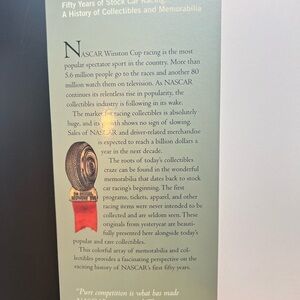 Fifty Years of Stock Car Racing:
A History of Collectibles and Memorabilia
NASCAR Winston Cup racing is the most
popular spectator sport in the country. More than
5.6 million people go to the races and another 80
million watch them on television. As NASCAR
continues its relentless rise in popularity, the
collectibles industry is following in its wake.
The market for racing collectibles is absolutely
huge, and its growth shows no sign of slowing.
Sales of NASCAR and driver-related merchandise
is expected to reach a billion dollars a
year in the next decade.
The roots of today's collectibles
craze can be found in the wonderful
memorabilia that dates back to stock
car racing's beginning. The first
programs, tickets, apparel, and other
racing items were never intended to be
collected and are seldom seen. These
originals from yesteryear are beauti-
fully presented here alongside today's
popular and rare collectibles.
This colorful array of memorabilia and col-
lectibles provides a fascinating perspective on the
exciting history of NASCAR's first fifty years.
"Pure competition is what has made